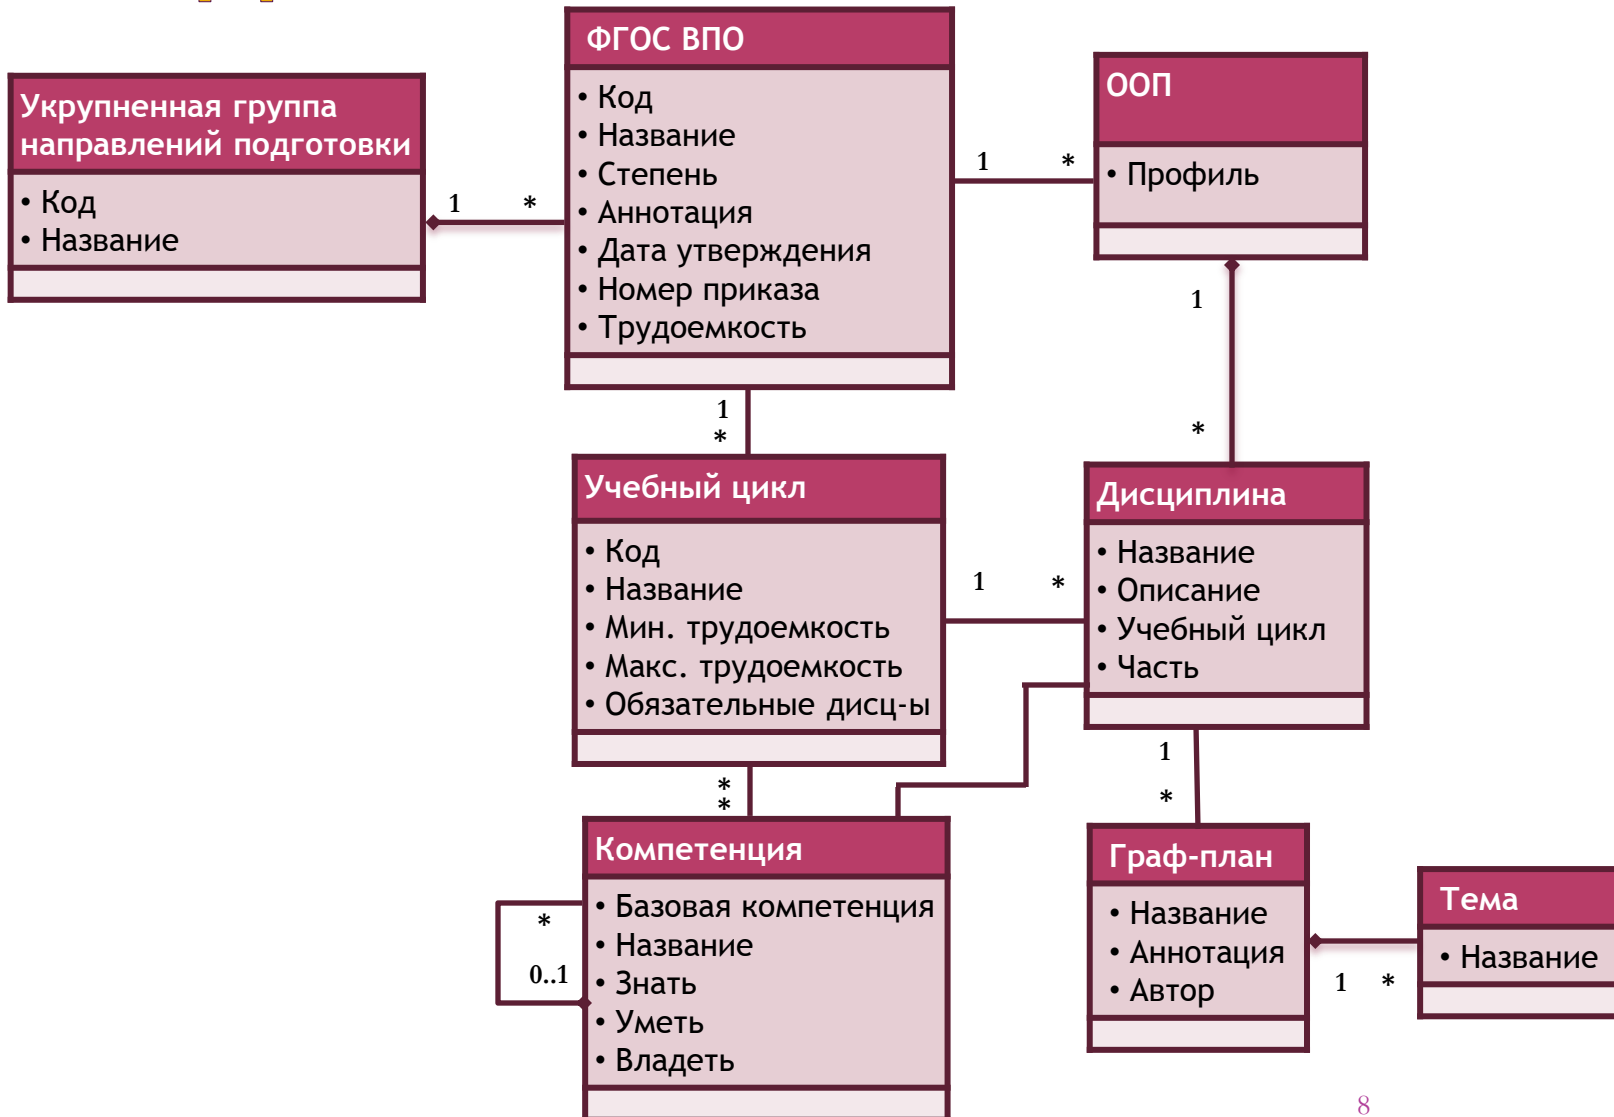 Укрупненная группа
направлений подготовки
• Код
• Название
1 *
ФГОС ВПО
• Код
• Название
• Степень
• Аннотация
• Дата утверждения
• Номер приказа
• Трудоемкость
1 *
ООП
• Профиль
1
*
1
*
Учебный цикл
• Код
• Название
• Мин. трудоемкость
• Макс. трудоемкость
• Обязательные дисц-ы
1 *
Дисциплина
• Название
• Описание
• Учебный цикл
• Часть
*
*
1
*
Компетенция
• Базовая компетенция
• Название
• Знать
• Уметь
• Владеть
*
0..1
Граф-план
• Название
• Аннотация
• Автор
1 *
Тема
• Название
8